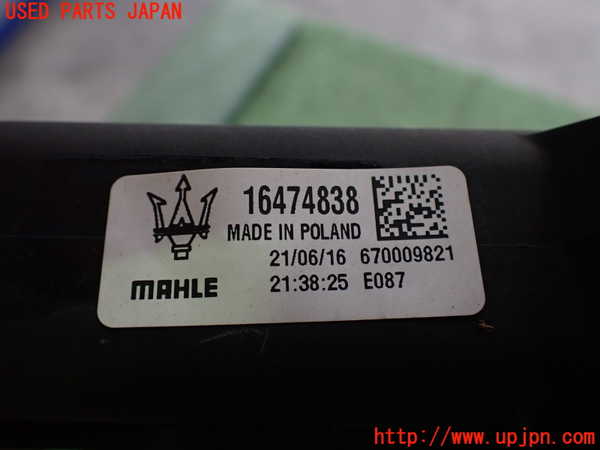 USED PARTS JAPAN
16474838
MADE IN POLAND
21/06/16 670009821
MAHLE
21:38:25 E087
http://www.upjpn.com/